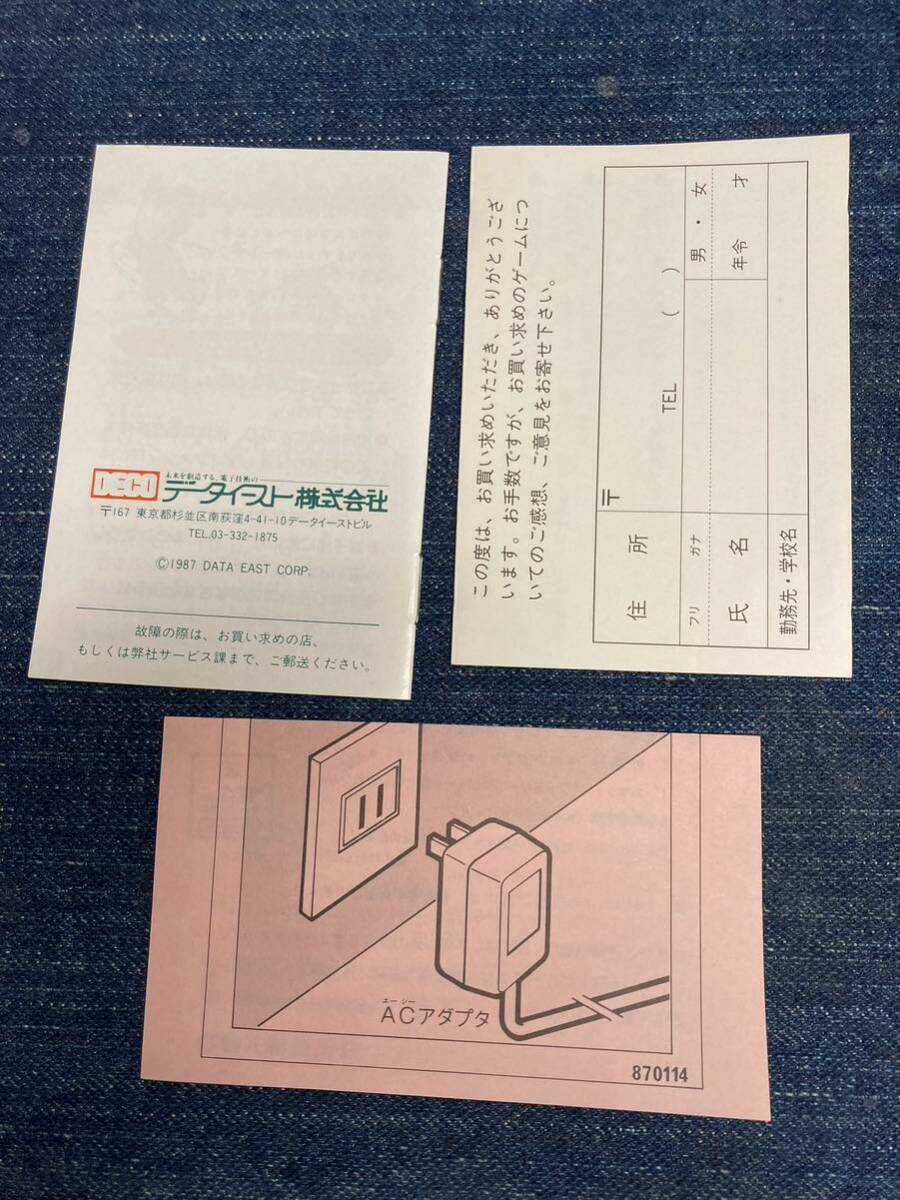 DECO
未来を創造する、電子技術の
データイースト株式会社
〒167 東京都杉並区南荻窪4-41-10データイーストビル
TEL.03-332-1875
©1987 DATA EAST CORP.
故障の際は、お買い求めの店、
もしくは弊社サービス課まで、ご郵送ください。
この度は、お買い求めいただき、ありがとうござ
います。お手数ですが、お買い求めのゲームにつ
いてのご感想、ご意見をお寄せ下さい。
住所
〒
TEL ( )
フリ ガナ
氏名
男・女
年令 才
勤務先・学校名
エー シー
ACアダプタ
870114